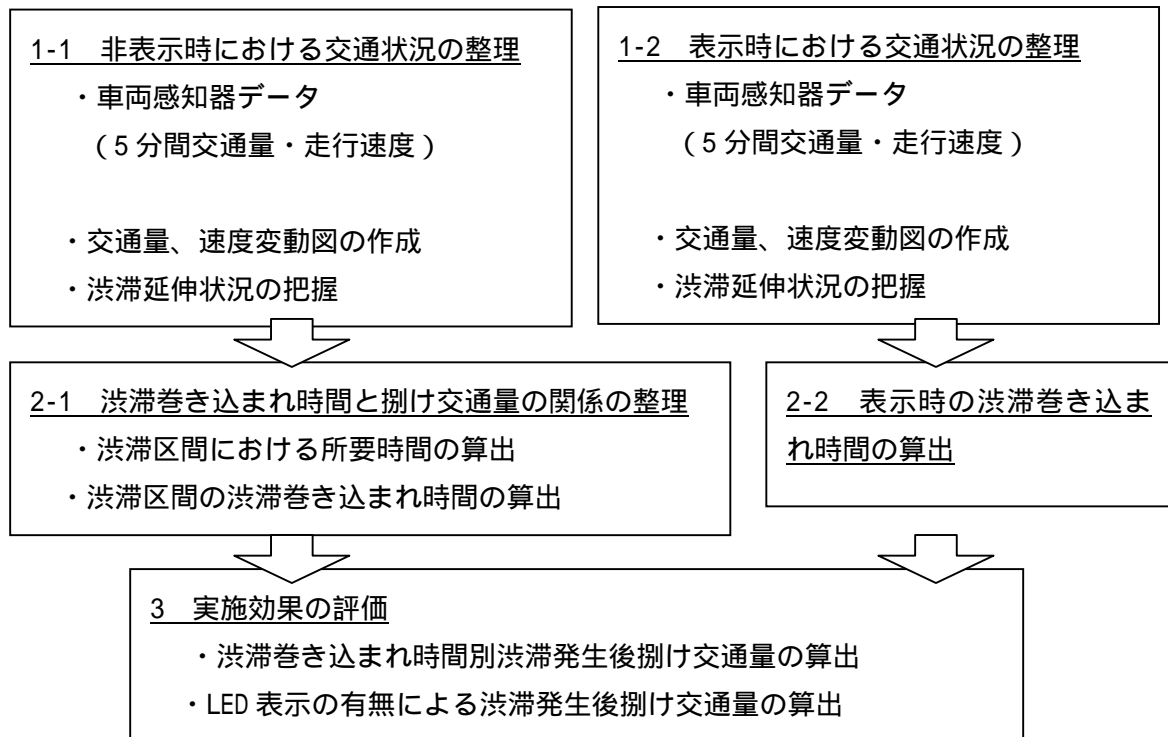 1-1　非表示時における交通状況の整理
・車両感知器データ
（5 分間交通量・走行速度）
・交通量、速度変動図の作成
・渋滞延伸状況の把握
1-2　表示時における交通状況の整理
・車両感知器データ
（5 分間交通量・走行速度）
・交通量、速度変動図の作成
・渋滞延伸状況の把握
2-1　渋滞巻き込まれ時間と捌け交通量の関係の整理
・渋滞区間における所要時間の算出
・渋滞区間の渋滞巻き込まれ時間の算出
2-2　表示時の渋滞巻き込ま
れ時間の算出
3　実施効果の評価
・渋滞巻き込まれ時間別渋滞発生後捌け交通量の算出
・LED 表示の有無による渋滞発生後捌け交通量の算出